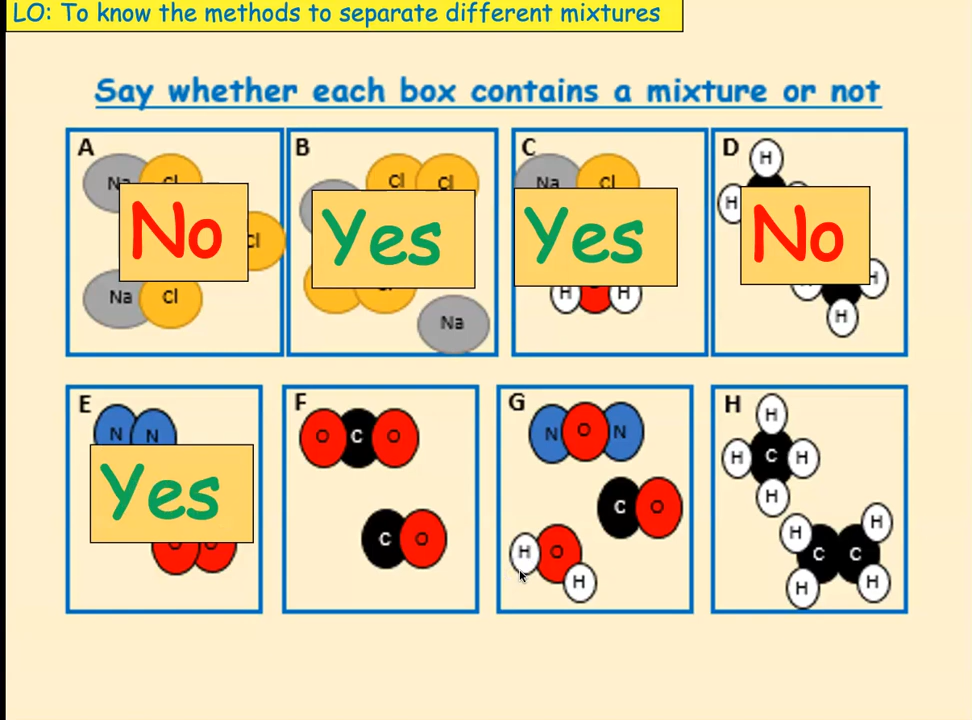 LO: To know the methods to separate different mixtures
Say whether each box contains a mixture or not
A
Na Cl
No
Cl
Na Cl
B
Cl Cl
Yes
Cl
Na
C
Na Cl
Yes
H H
D
H
H
No
H
H
E
N N
Yes
O O
F
O C O
C O
G
N O N
C O
H O
H
H
H
H C H
H
H H
C C
H H